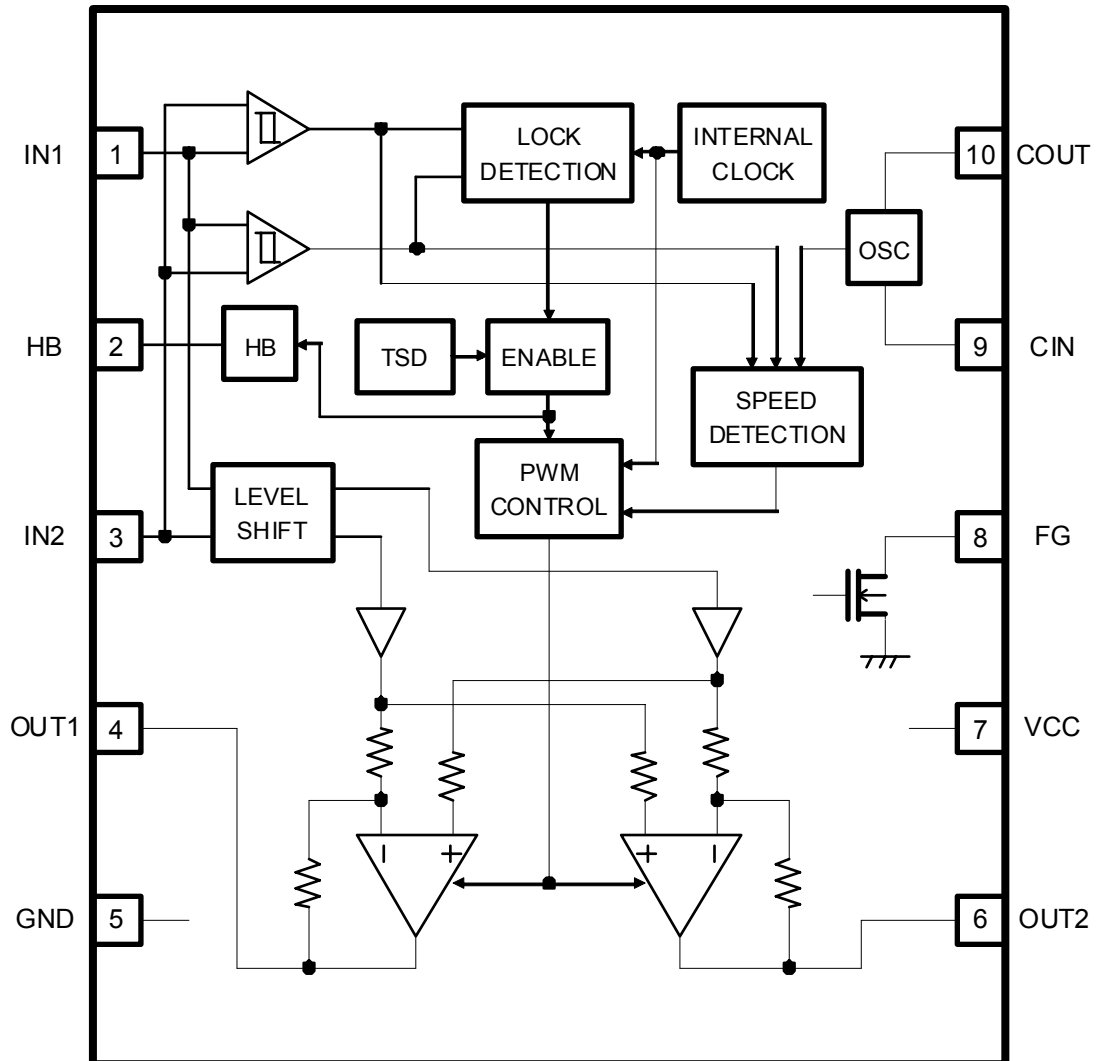 IN1
1
LOCK
DETECTION
INTERNAL
CLOCK
10
COUT
OSC
HB
2
HB
TSD
ENABLE
9
CIN
SPEED
DETECTION
PWM
CONTROL
IN2
3
LEVEL
SHIFT
8
FG
OUT1
4
7
VCC
− +
+ −
GND
5
6
OUT2